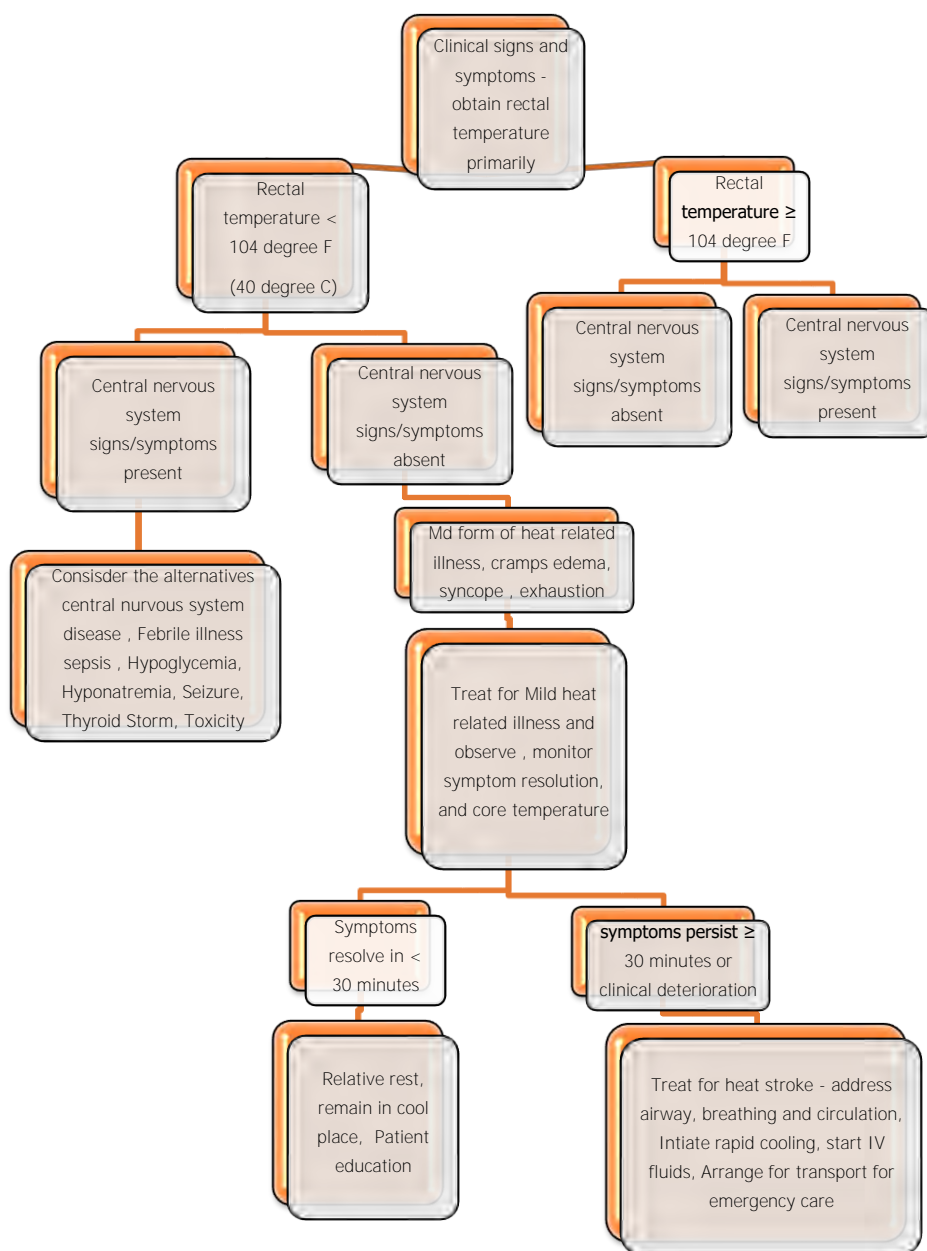 Clinical signs and
symptoms -
obtain rectal
temperature
primarily
Rectal
temperature <
104 degree F
(40 degree C)
Rectal
temperature ≥
104 degree F
Central nervous
system
signs/symptoms
present
Central nervous
system
signs/symptoms
absent
Central nervous
system
signs/symptoms
absent
Central nervous
system
signs/symptoms
present
Consisder the alternatives
central nurvous system
disease , Febrile illness
sepsis , Hypoglycemia,
Hyponatremia, Seizure,
Thyroid Storm, Toxicity
Md form of heat related
illness, cramps edema,
syncope , exhaustion
Treat for Mild heat
related illness and
observe , monitor
symptom resolution,
and core temperature
Symptoms
resolve in <
30 minutes
symptoms persist ≥
30 minutes or
clinical deterioration
Relative rest,
remain in cool
place, Patient
education
Treat for heat stroke - address
airway, breathing and circulation,
Intiate rapid cooling, start IV
fluids, Arrange for transport for
emergency care